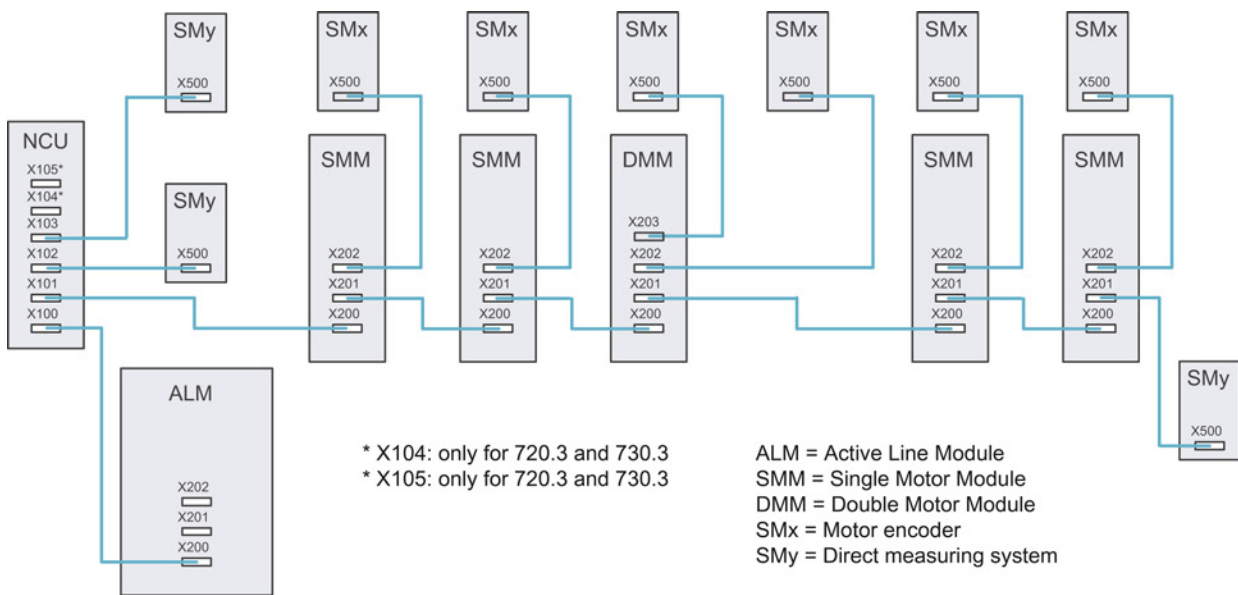 SMy
X500
SMx
X500
SMx
X500
SMx
X500
SMx
X500
SMx
X500
SMx
X500
NCU
X105*
X104*
X103
X102
X101
X100
SMy
X500
SMM
X202
X201
X200
SMM
X202
X201
X200
DMM
X203
X202
X201
X200
SMM
X202
X201
X200
SMM
X202
X201
X200
SMy
X500
ALM
X202
X201
X200
* X104: only for 720.3 and 730.3
* X105: only for 720.3 and 730.3
ALM = Active Line Module
SMM = Single Motor Module
DMM = Double Motor Module
SMx = Motor encoder
SMy = Direct measuring system